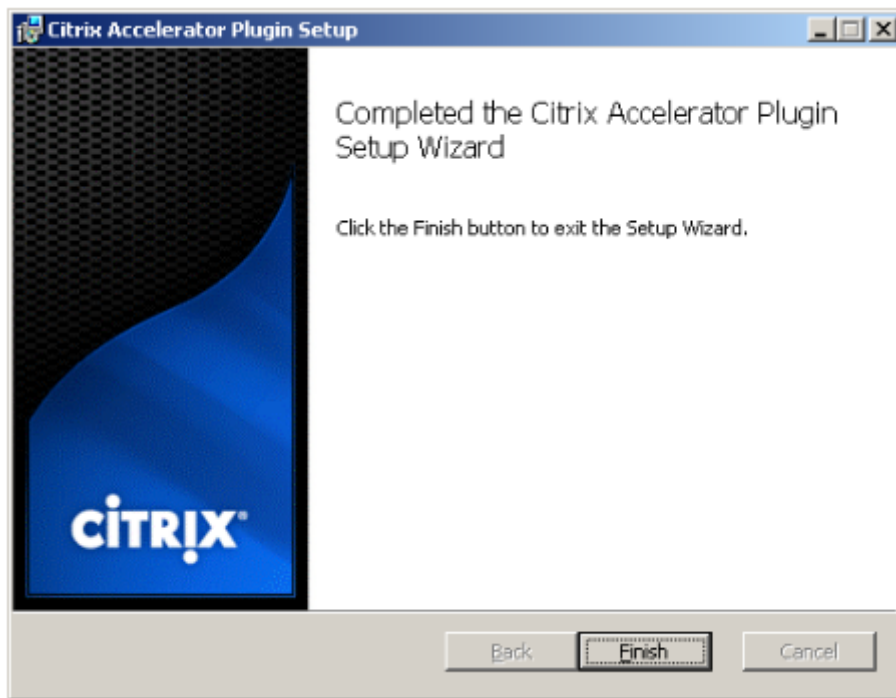 Citrix Accelerator Plugin Setup
Completed the Citrix Accelerator Plugin
Setup Wizard
Click the Finish button to exit the Setup Wizard.
CiTRIX®
Back
Finish
Cancel